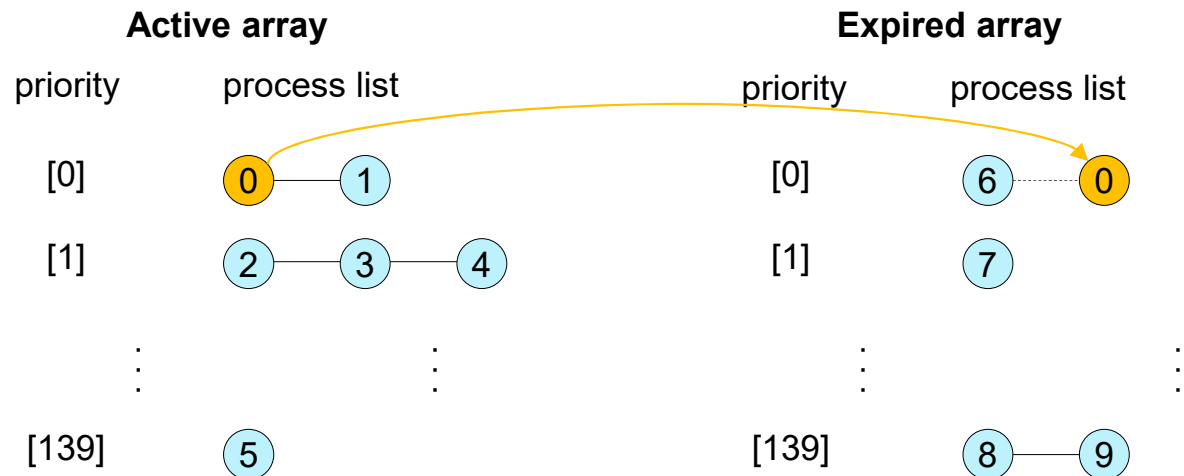 Active array Expired array
priority process list priority process list
[0] 0 1 [0] 6 0
[1] 2 3 4 [1] 7
. . . .
. . . .
. . . .
[139] 5 [139] 8 9